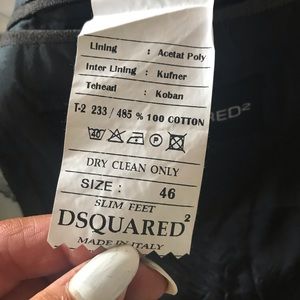 Lining : Acetat Poly
Inter Lining : Kufner
Tehead : Koban
T-2 233 / 485 % 100 COTTON
DRY CLEAN ONLY
SIZE : 46
SLIM FEET
DSQUARED²
MADE IN ITALY
RED²